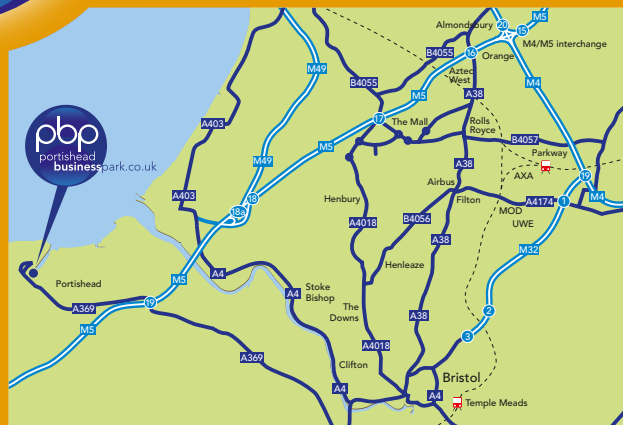 Almondsbury
20
M5
15
M4/M5 interchange
16
Orange
B4055
Aztec
West
M49
B4055
M5
M4
A38
17
The Mall
Rolls
Royce
A403
M5
B4057
Parkway
M49
A38
AXA
19
pbp
portishead
businesspark.co.uk
Airbus
A403
18
Henbury
Filton
A4174
1
M4
18a
MOD
A4018
B4056
UWE
A38
M32
Henleaze
A4
M5
Portishead
A4
Stoke
Bishop
19
A369
The
Downs
2
A38
M5
3
A4018
A369
Clifton
Bristol
A4
A4
Temple Meads